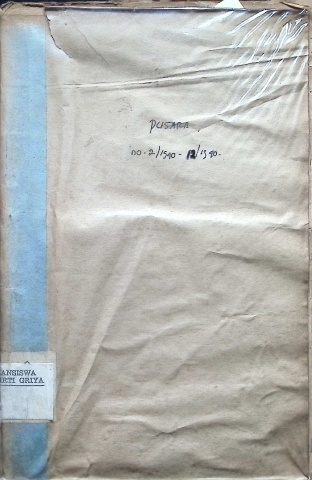 PUSARA.
no. 2/1940 - 12/1940.
ANSISWA
RTI GRIYA